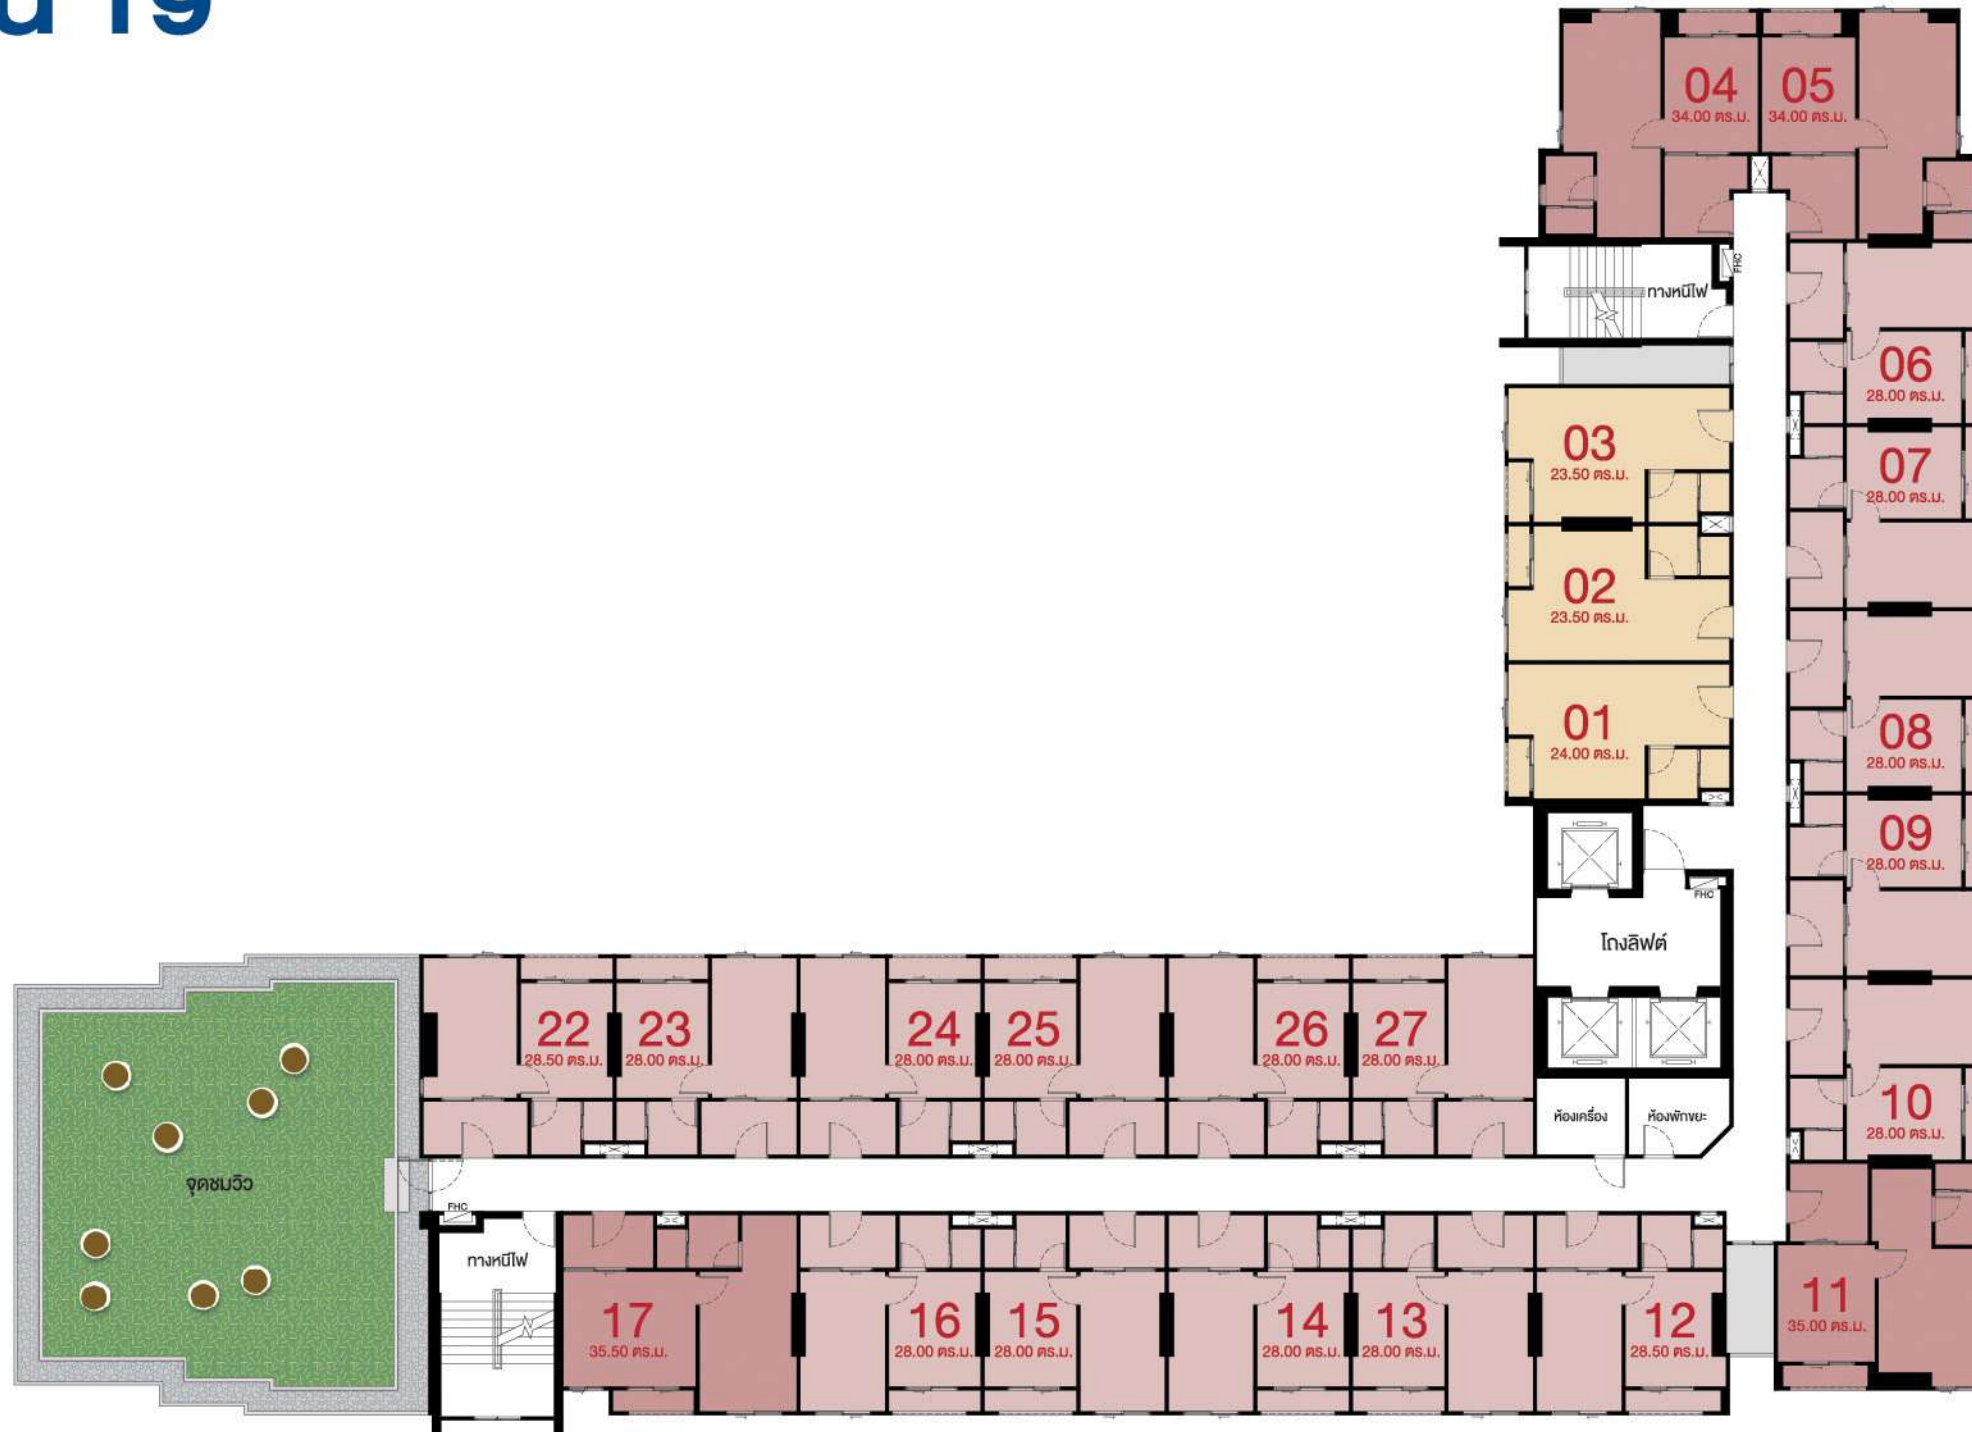 19
04
34.00 ตร.ม.
05
34.00 ตร.ม.
FHC
ทางหนีไฟ
06
28.00 ตร.ม.
03
23.50 ตร.ม.
07
28.00 ตร.ม.
02
23.50 ตร.ม.
01
24.00 ตร.ม.
08
28.00 ตร.ม.
09
28.00 ตร.ม.
FHC
โถงลิฟต์
22
28.50 ตร.ม.
23
28.00 ตร.ม.
24
28.00 ตร.ม.
25
28.00 ตร.ม.
26
28.00 ตร.ม.
27
28.00 ตร.ม.
ห้องเครื่อง
ห้องพักขยะ
10
28.00 ตร.ม.
จุดชมวิว
FHC
ทางหนีไฟ
17
35.50 ตร.ม.
16
28.00 ตร.ม.
15
28.00 ตร.ม.
14
28.00 ตร.ม.
13
28.00 ตร.ม.
12
28.50 ตร.ม.
11
35.00 ตร.ม.